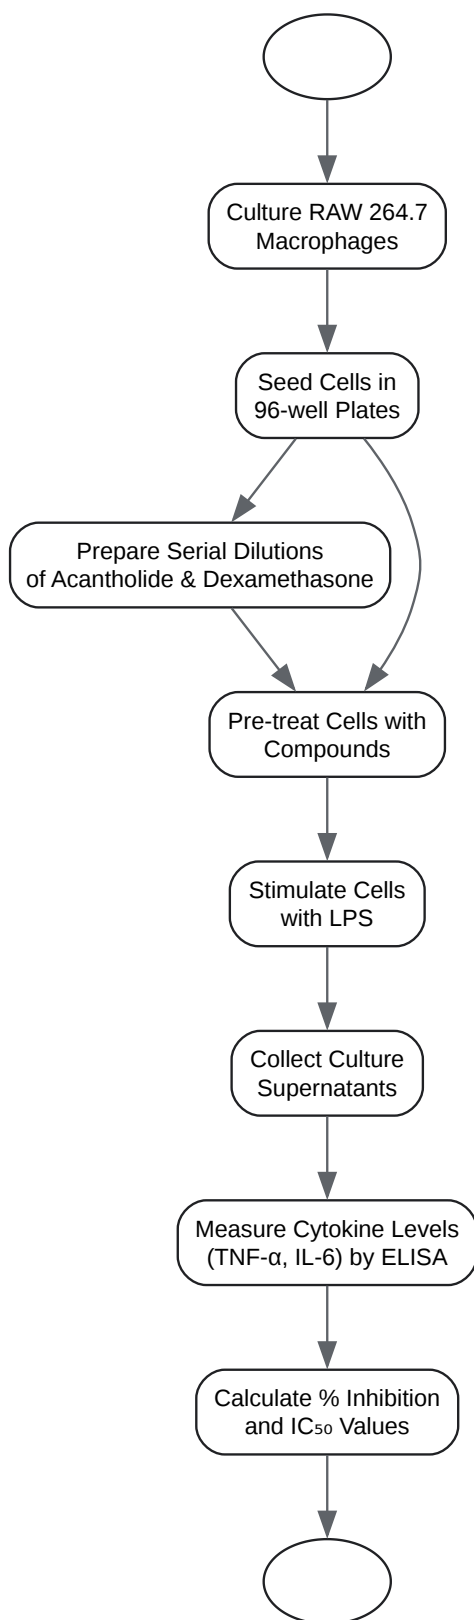 Culture RAW 264.7
Macrophages
Seed Cells in
96-well Plates
Prepare Serial Dilutions
of Acantholide & Dexamethasone
Pre-treat Cells with
Compounds
Stimulate Cells
with LPS
Collect Culture
Supernatants
Measure Cytokine Levels
(TNF-α, IL-6) by ELISA
Calculate % Inhibition
and IC₅₀ Values